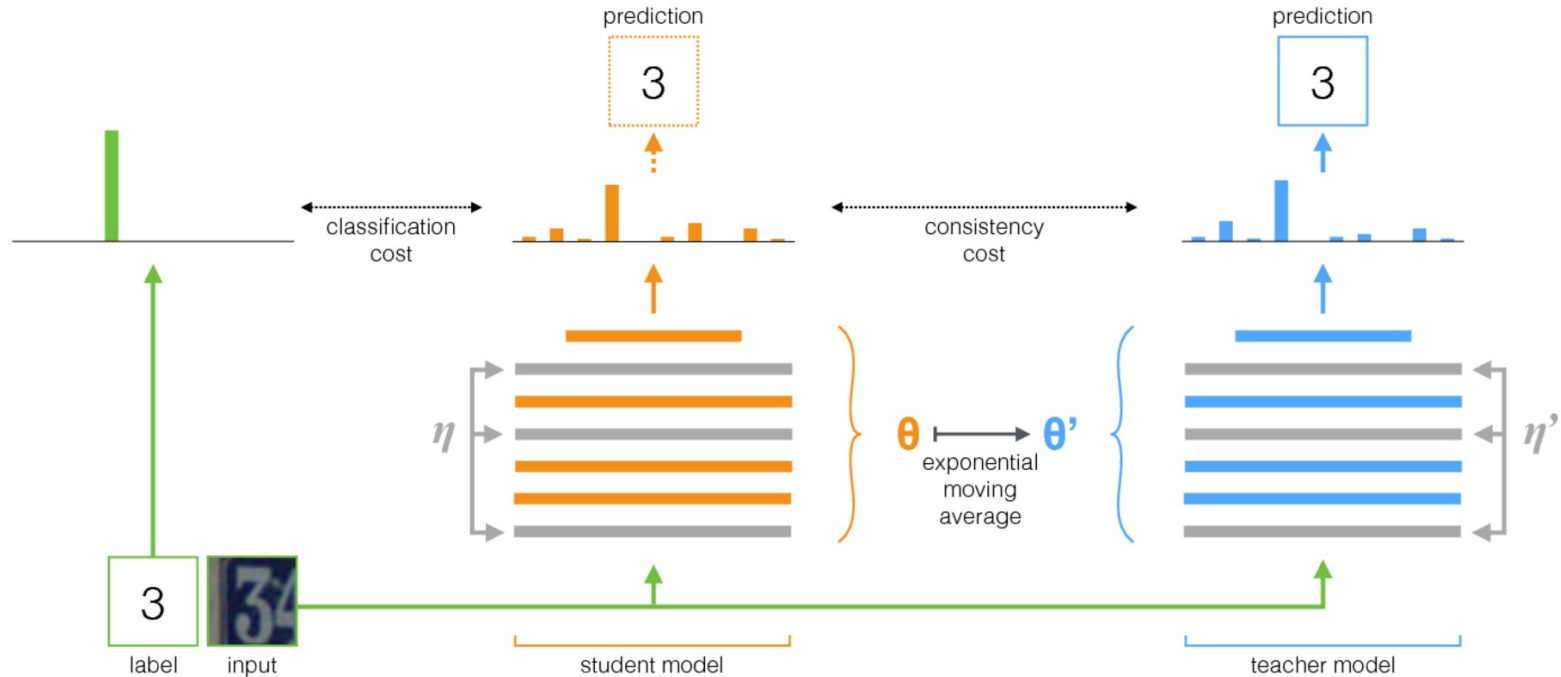 prediction
prediction
3
3
classification
cost
consistency
cost
η
θ
θ’
η’
exponential
moving
average
3
34
label
input
student model
teacher model